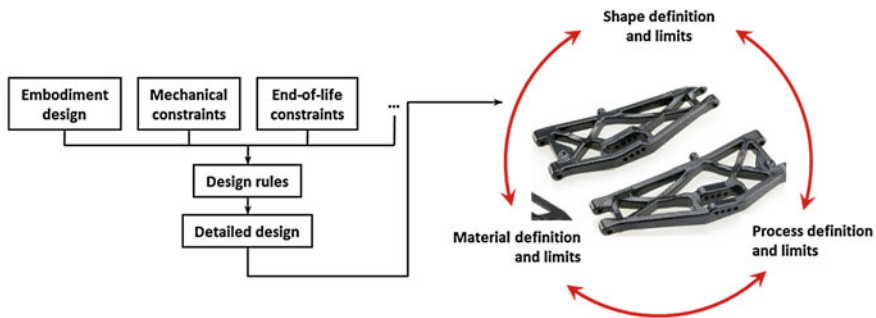 Shape definition
and limits
Embodiment
design
Mechanical
constraints
End-of-life
constraints
...
Design rules
Detailed design
Material definition
and limits
Process definition
and limits